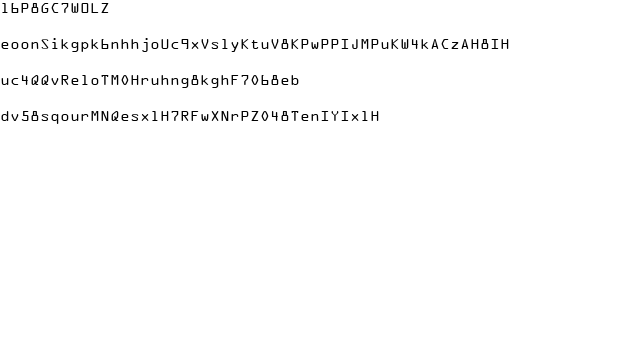 l6P8GC7WOLZ
eoonSikgpk6nhhjoUc9xVslyKtuV8KPwPPIJMPuKW4kACzAH8IH
uc4QQvReloTM0Hruhng8kghF7068eb
dv58sqourMNQesxlH7RFwXNrPZ048TenIYIxlH